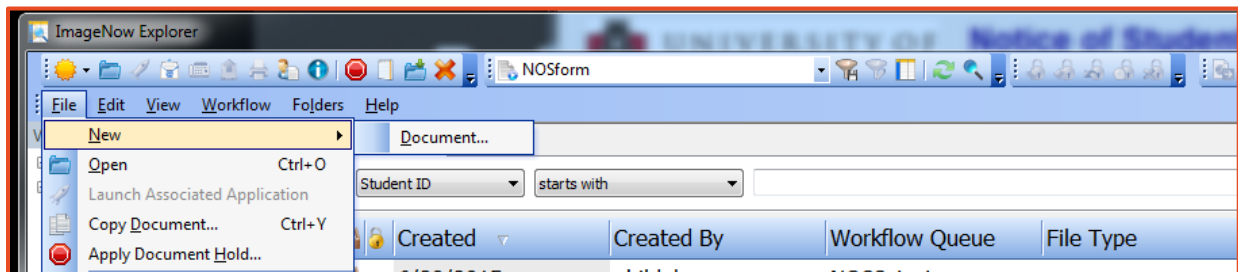 ImageNow Explorer
UNIVERSITY OF Notice of Studen
NOSform
File Edit View Workflow Folders Help
New Document...
Open Ctrl+O
Launch Associated Application
Student ID starts with
Copy Document... Ctrl+Y
Created Created By Workflow Queue File Type
Apply Document Hold...